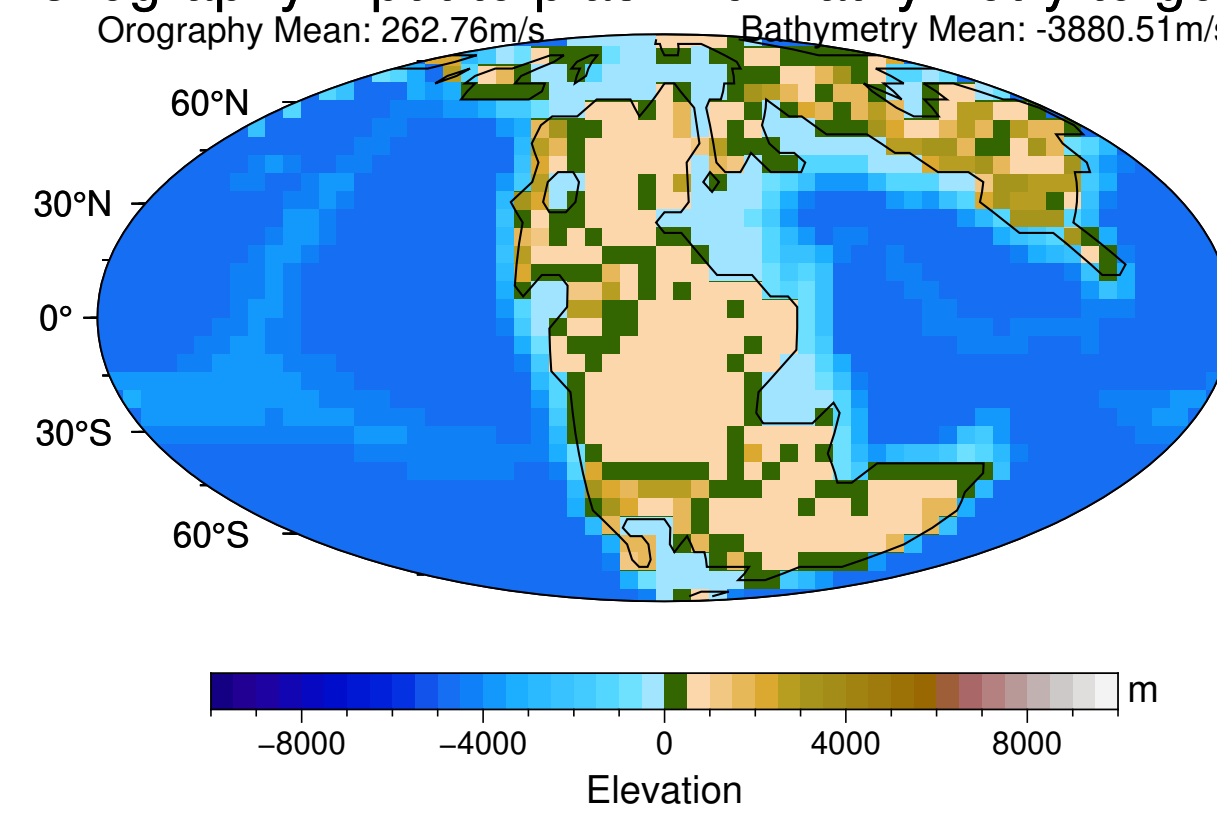 Orography Mean: 262.76m/s Bathymetry Mean: -3880.51m/s
60°N
30°N
0°
30°S
60°S
m
−8000 −4000 0 4000 8000
Elevation